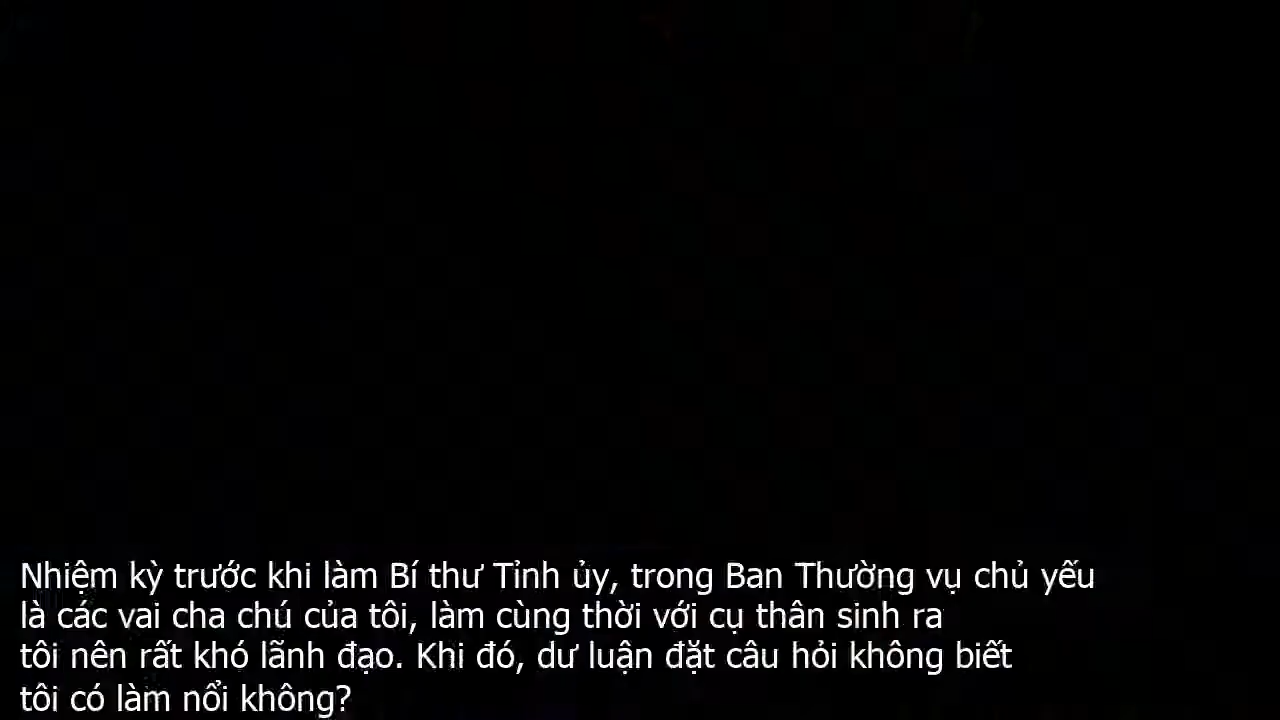 Nhiệm kỳ trước khi làm Bí thư Tỉnh ủy, trong Ban Thường vụ chủ yếu
là các vai cha chú của tôi, làm cùng thời với cụ thân sinh ra
tôi nên rất khó lãnh đạo. Khi đó, dư luận đặt câu hỏi không biết
tôi có làm nổi không?